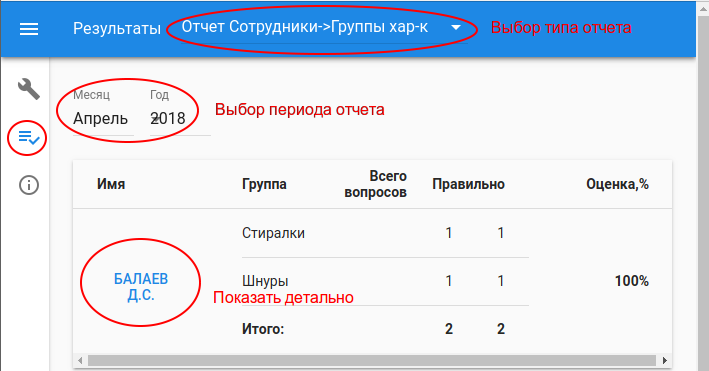 Результаты Отчет Сотрудники->Группы хар-к Выбор типа отчета
Месяц Год
Апрель 2018 Выбор периода отчета
Имя Группа Всего вопросов Правильно Оценка,%
Стиралки 1 1
БАЛАЕВ Д.С. Шнуры 1 1 100%
Показать детально
Итого: 2 2